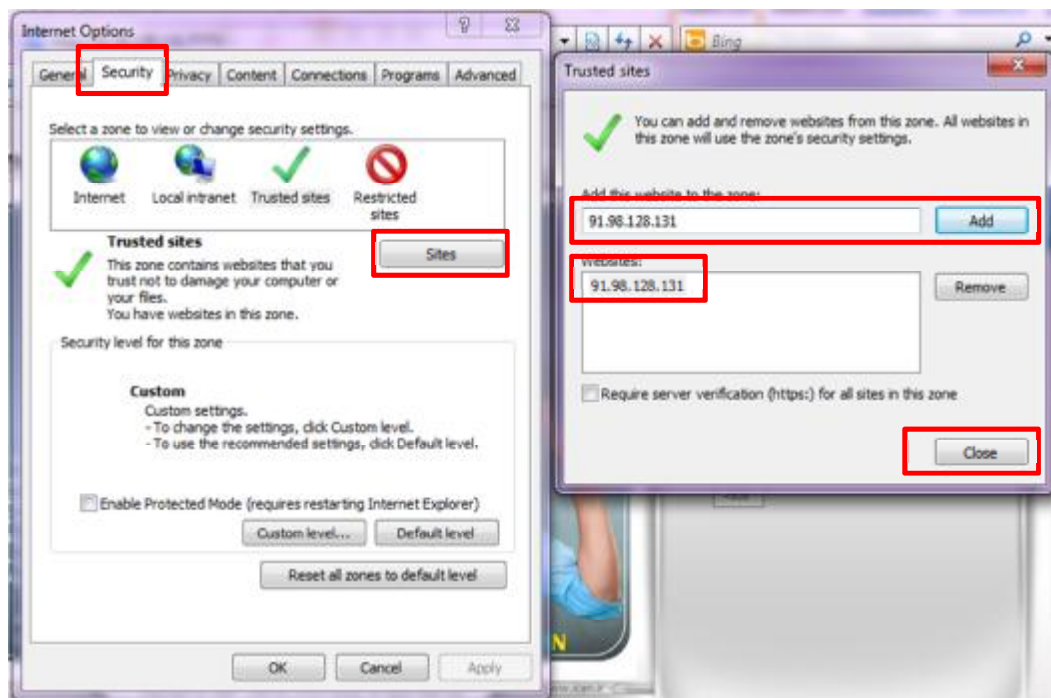 Internet Options
General Security Privacy Content Connections Programs Advanced
Select a zone to view or change security settings.
Internet
Local intranet
Trusted sites
Restricted
sites
Trusted sites
This zone contains websites that you
trust not to damage your computer or
your files.
You have websites in this zone.
Sites
Security level for this zone
Custom
Custom settings.
- To change the settings, click Custom level.
- To use the recommended settings, click Default level.
Enable Protected Mode (requires restarting Internet Explorer)
Custom level...
Default level
Reset all zones to default level
OK
Cancel
Apply
Bing
Trusted sites
You can add and remove websites from this zone. All websites in
this zone will use the zone's security settings.
Add this website to the zone:
91.98.128.131
Add
Websites:
91.98.128.131
Remove
Require server verification (https:) for all sites in this zone
Close
N